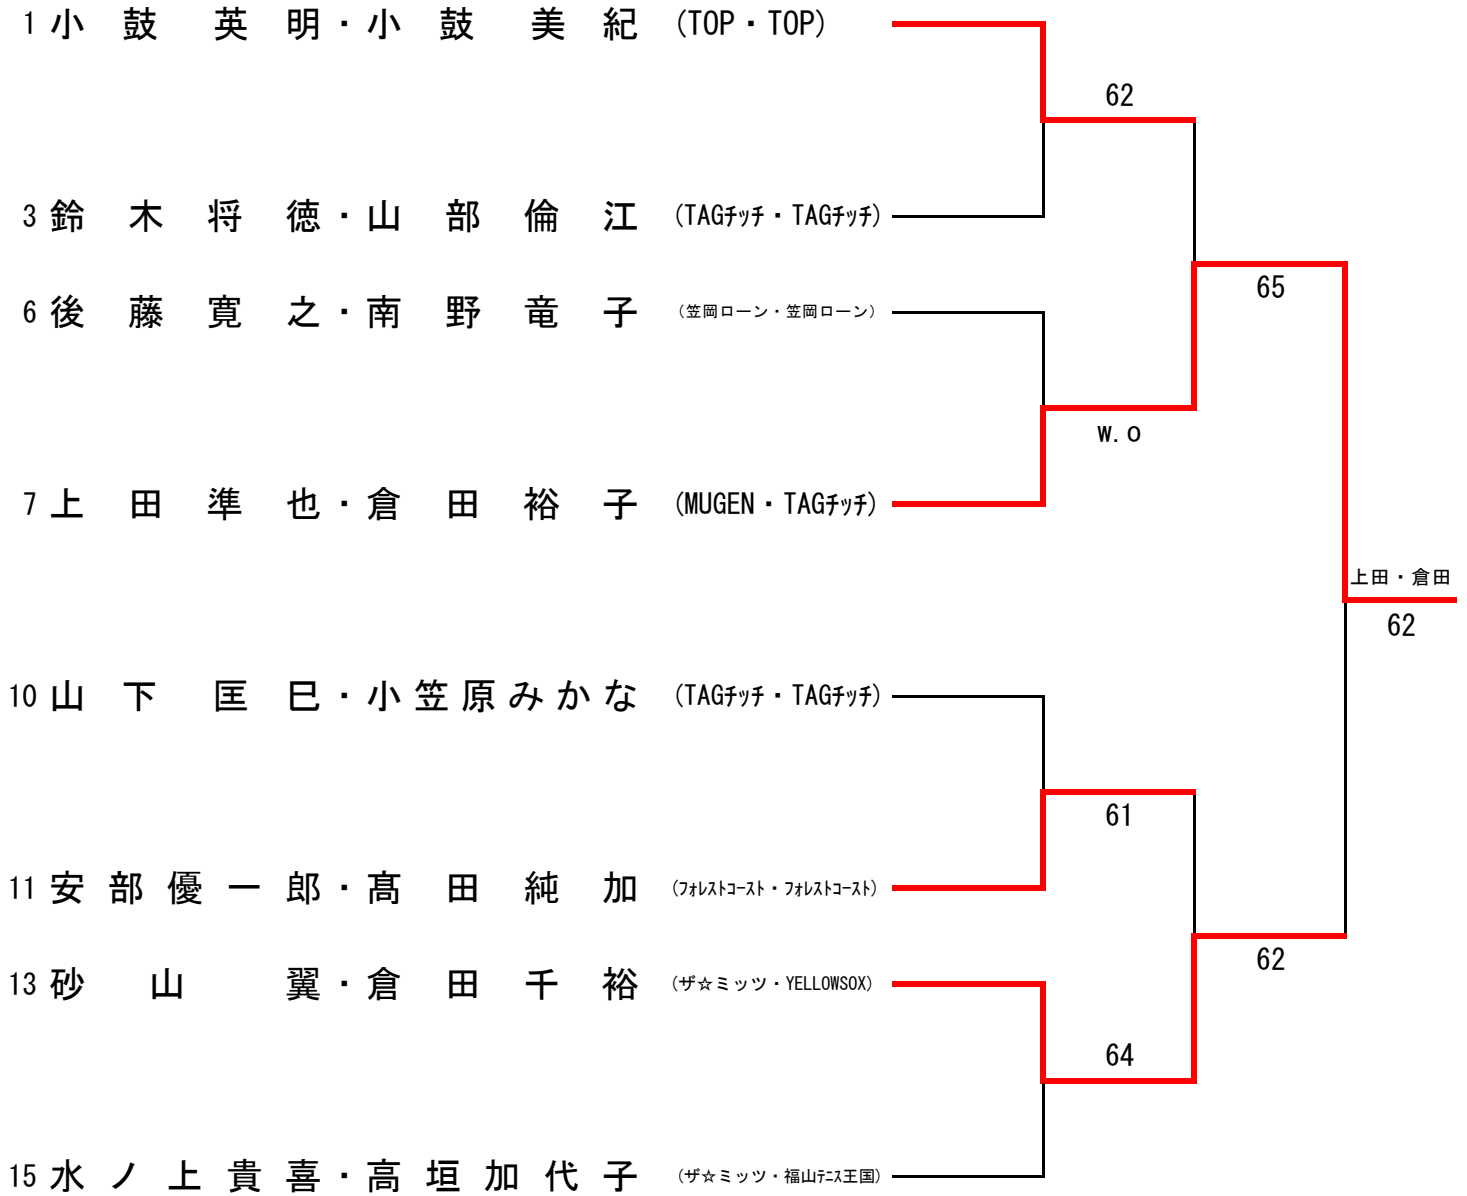 1 小鼓英明・小鼓美紀 (TOP・TOP)
62
3 鈴木将徳・山部倫江 (TAGﾁｯﾁ・TAGﾁｯﾁ)
65
6 後藤寛之・南野竜子 (笠岡ローン・笠岡ローン)
w.o
7 上田準也・倉田裕子 (MUGEN・TAGﾁｯﾁ)
上田・倉田
62
10 山下匡巳・小笠原みかな (TAGﾁｯﾁ・TAGﾁｯﾁ)
61
11 安部優一郎・髙田純加 (ﾌｫﾚｽﾄｺｰｽﾄ・ﾌｫﾚｽﾄｺｰｽﾄ)
62
13 砂山翼・倉田千裕 (ザ☆ミッツ・YELLOWSOX)
64
15 水ノ上貴喜・高垣加代子 (ザ☆ミッツ・福山ﾃﾆｽ王国)